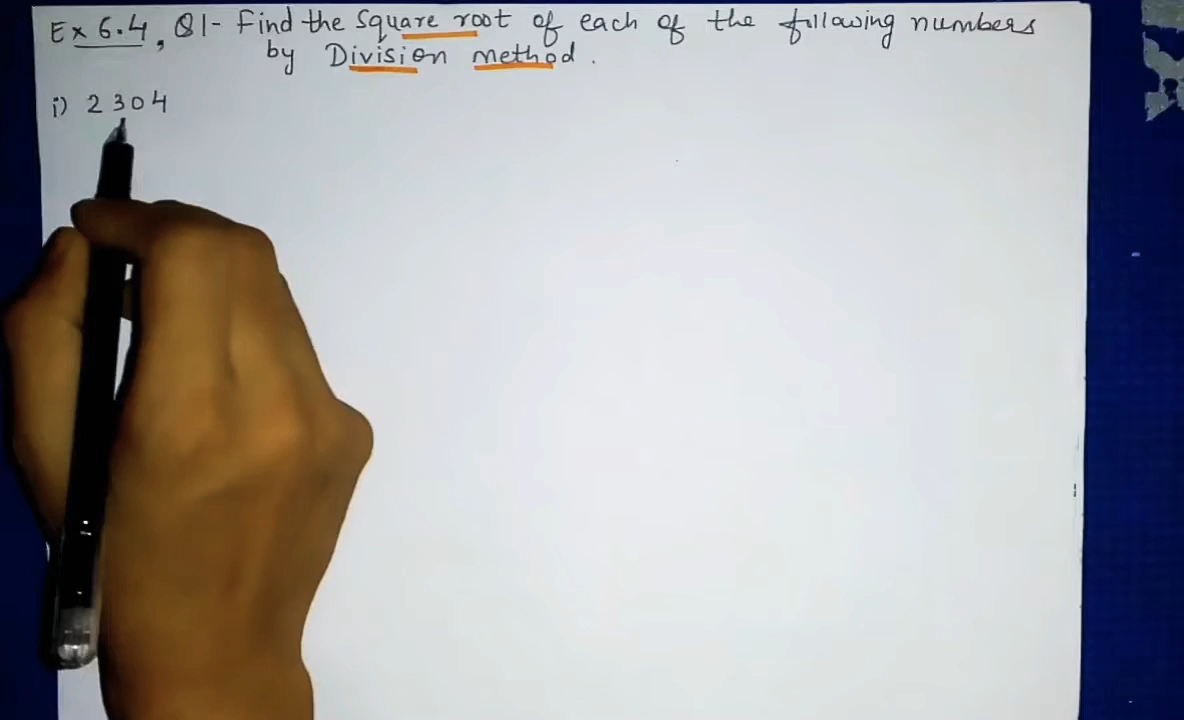 Ex 6.4, Q1- Find the Square root of each of the following numbers
by Division Method.
i) 2304